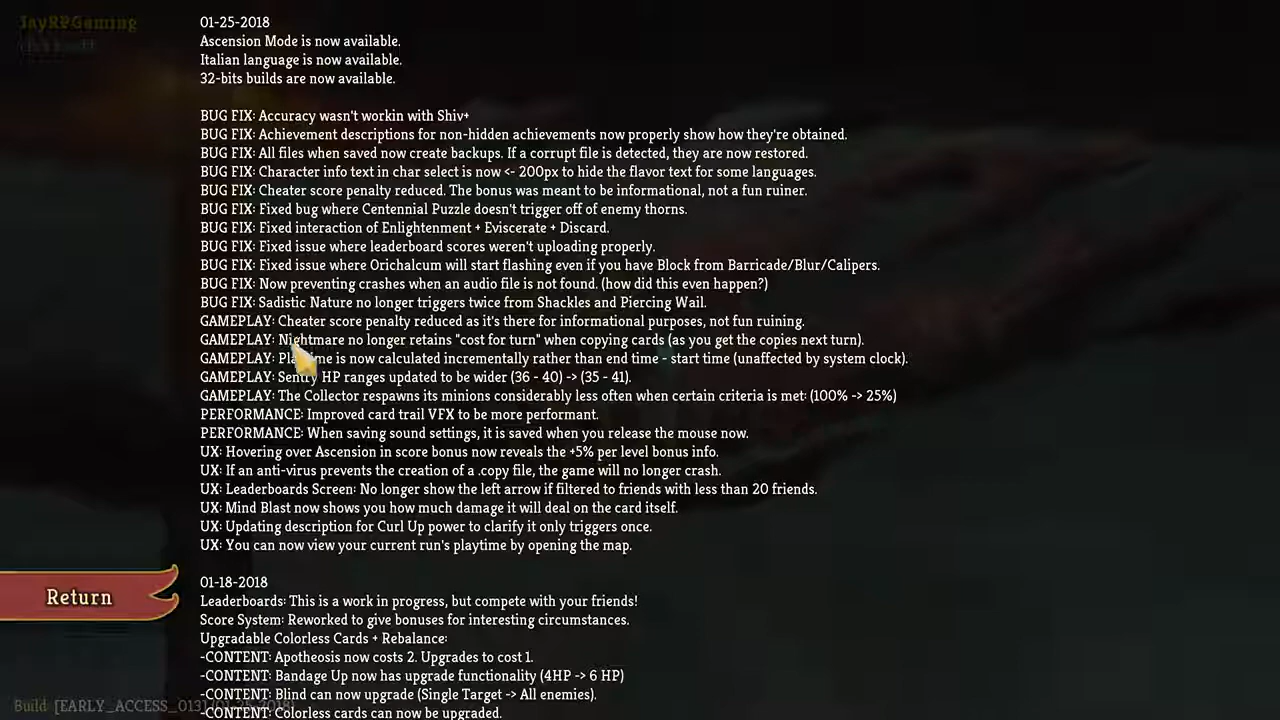 JayRPGaming
01-25-2018
Ascension Mode is now available.
Italian language is now available.
32-bits builds are now available.
BUG FIX: Accuracy wasn't workin with Shiv+
BUG FIX: Achievement descriptions for non-hidden achievements now properly show how they're obtained.
BUG FIX: All files when saved now create backups. If a corrupt file is detected, they are now restored.
BUG FIX: Character info text in char select is now <- 200px to hide the flavor text for some languages.
BUG FIX: Cheater score penalty reduced. The bonus was meant to be informational, not a fun ruiner.
BUG FIX: Fixed bug where Centennial Puzzle doesn't trigger off of enemy thorns.
BUG FIX: Fixed interaction of Enlightenment + Eviscerate + Discard.
BUG FIX: Fixed issue where leaderboard scores weren't uploading properly.
BUG FIX: Fixed issue where Orichalcum will start flashing even if you have Block from Barricade/Blur/Calipers.
BUG FIX: Now preventing crashes when an audio file is not found. (how did this even happen?)
BUG FIX: Sadistic Nature no longer triggers twice from Shackles and Piercing Wail.
GAMEPLAY: Cheater score penalty reduced as it's there for informational purposes, not fun ruining.
GAMEPLAY: Nightmare no longer retains "cost for turn" when copying cards (as you get the copies next turn).
GAMEPLAY: Playtime is now calculated incrementally rather than end time - start time (unaffected by system clock).
GAMEPLAY: Sentry HP ranges updated to be wider (36 - 40) -> (35 - 41).
GAMEPLAY: The Collector respawns its minions considerably less often when certain criteria is met: (100% -> 25%)
PERFORMANCE: Improved card trail VFX to be more performant.
PERFORMANCE: When saving sound settings, it is saved when you release the mouse now.
UX: Hovering over Ascension in score bonus now reveals the +5% per level bonus info.
UX: If an anti-virus prevents the creation of a .copy file, the game will no longer crash.
UX: Leaderboards Screen: No longer show the left arrow if filtered to friends with less than 20 friends.
UX: Mind Blast now shows you how much damage it will deal on the card itself.
UX: Updating description for Curl Up power to clarify it only triggers once.
UX: You can now view your current run's playtime by opening the map.
01-18-2018
Return
Leaderboards: This is a work in progress, but compete with your friends!
Score System: Reworked to give bonuses for interesting circumstances.
Upgradable Colorless Cards + Rebalance:
-CONTENT: Apotheosis now costs 2. Upgrades to cost 1.
-CONTENT: Bandage Up now has upgrade functionality (4HP -> 6 HP)
-CONTENT: Blind can now upgrade (Single Target -> All enemies).
Build: [EARLY_ACCESS_013] (01-25-2018)
-CONTENT: Colorless cards can now be upgraded.